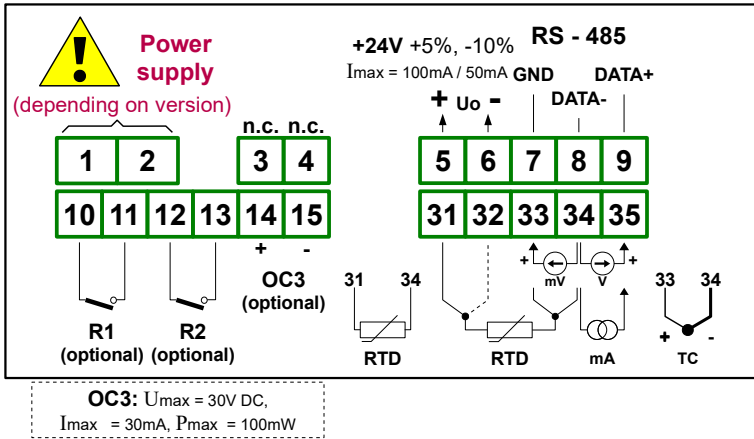 Power
supply
(depending on version)
+24V +5%, -10%
Imax = 100mA / 50mA
RS - 485
GND
DATA+
DATA-
+ Uo -
n.c. n.c.
1 2 3 4 5 6 7 8 9
10 11 12 13 14 15 31 32 33 34 35
+ -
OC3
(optional)
R1
(optional)
R2
(optional)
31 34
RTD
RTD
+ mV
V +
mA
33 34
+ -
TC
OC3: Umax = 30V DC,
Imax = 30mA, Pmax = 100mW